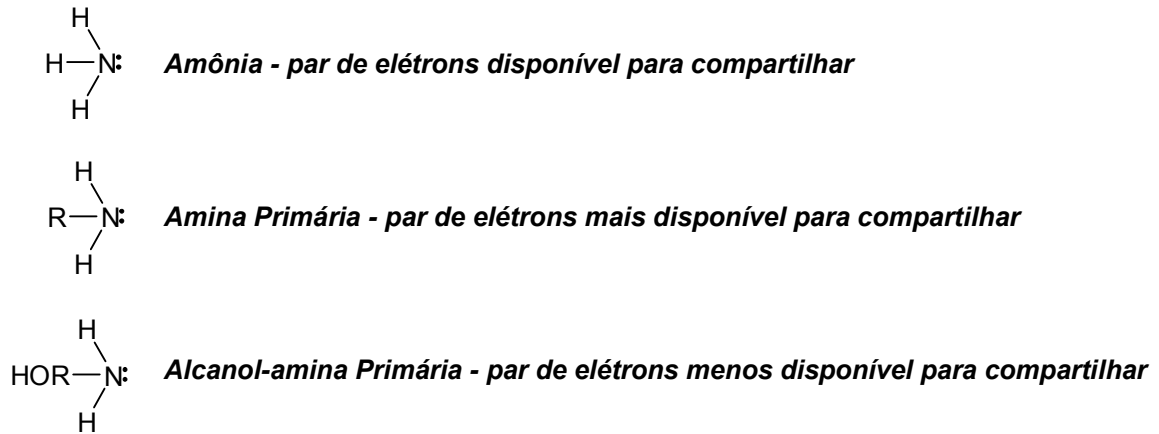 H
H—N: Amônia - par de elétrons disponível para compartilhar
H
H
R—N: Amina Primária - par de elétrons mais disponível para compartilhar
H
H
HOR—N: Alcanol-amina Primária - par de elétrons menos disponível para compartilhar
H